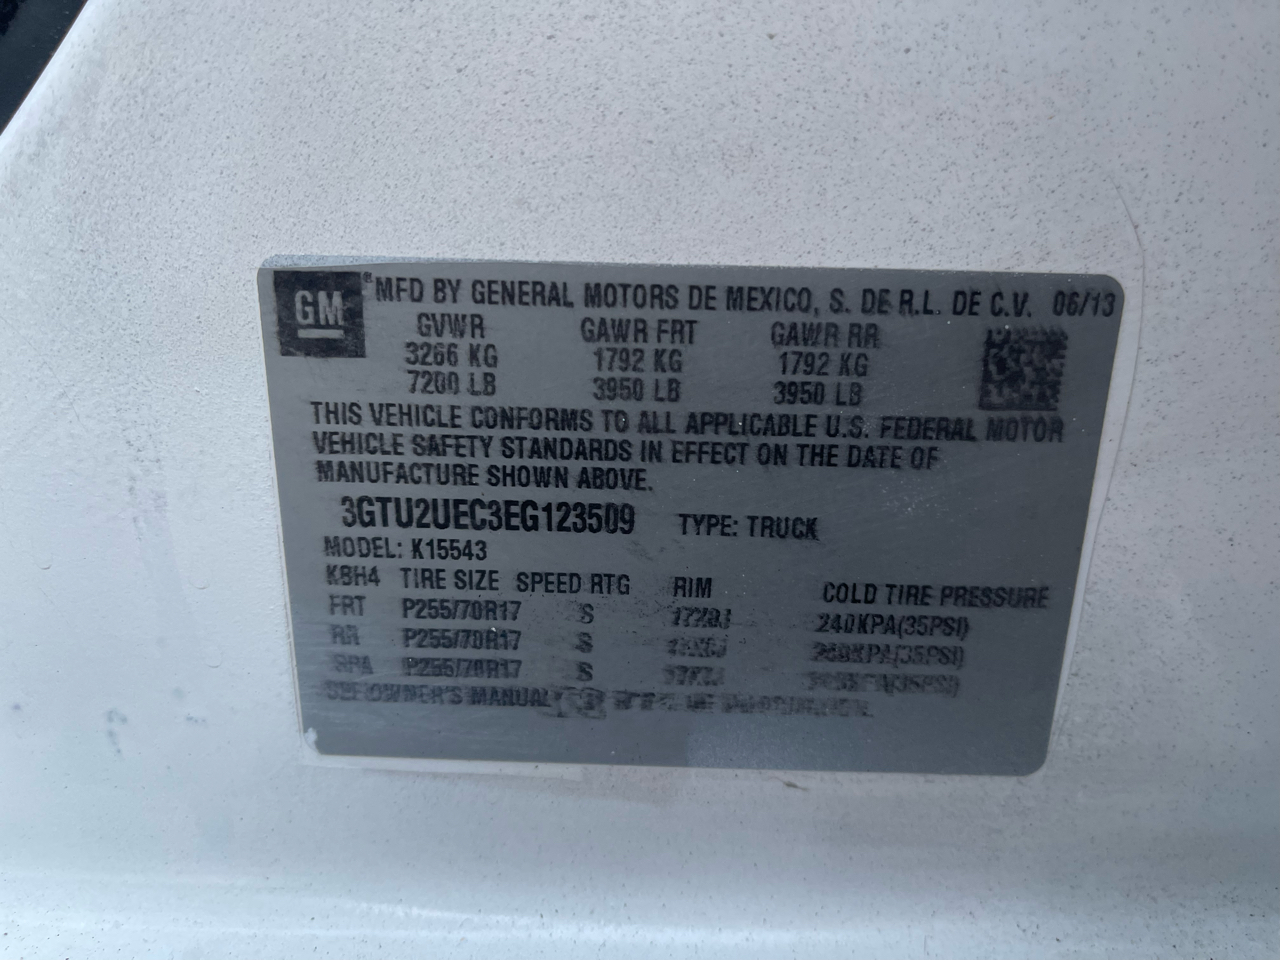 GM
MFD BY GENERAL MOTORS DE MEXICO, S. DE R.L. DE C.V. 06/13
GVWR GAWR FRT GAWR RR
3266 KG 1792 KG 1792 KG
7200 LB 3950 LB 3950 LB
THIS VEHICLE CONFORMS TO ALL APPLICABLE U.S. FEDERAL MOTOR
VEHICLE SAFETY STANDARDS IN EFFECT ON THE DATE OF
MANUFACTURE SHOWN ABOVE.
3GTU2UEC3EG123509 TYPE: TRUCK
MODEL: K15543
KBH4 TIRE SIZE SPEED RTG RIM COLD TIRE PRESSURE
FRT P255/70R17 S 240KPA(35PSI)
RR P255/70R17 S
SPA P255/70R17 S
SEE OWNER'S MANUAL